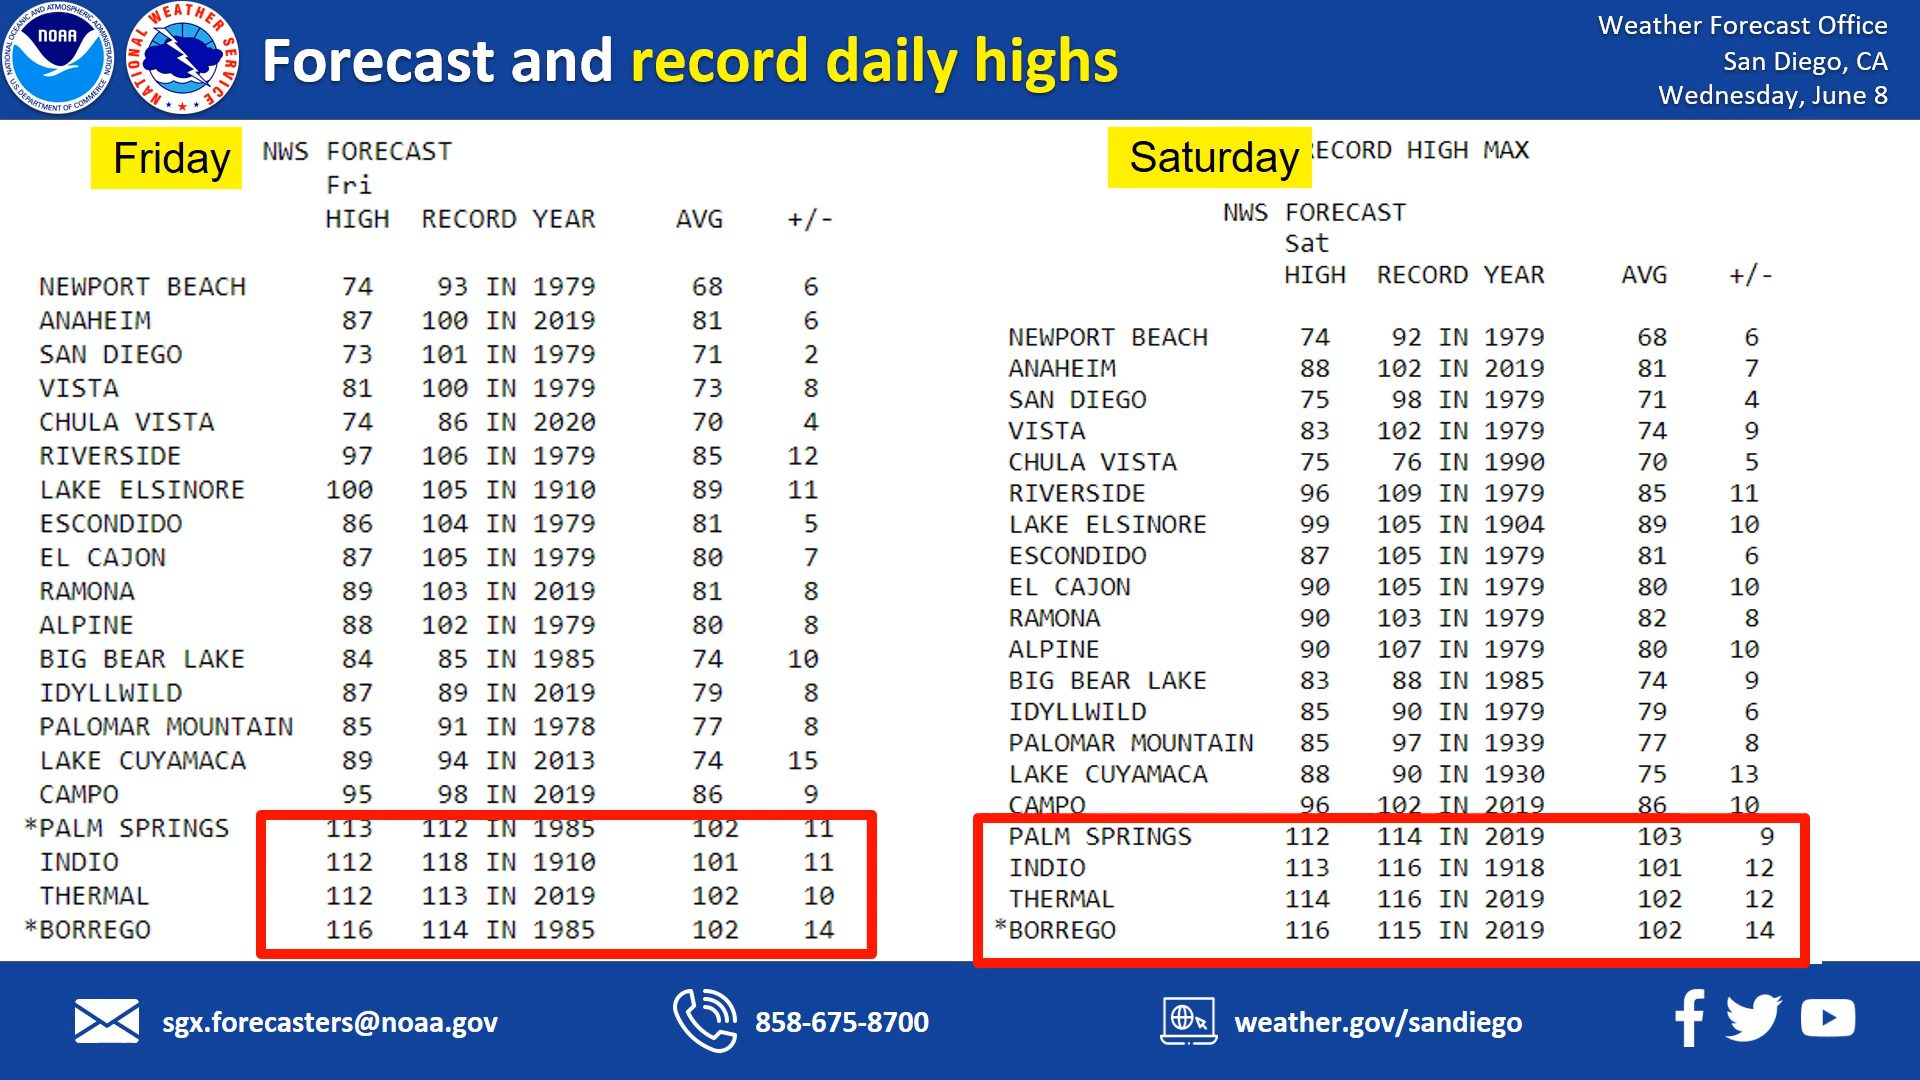 NATIONAL OCEANIC AND ATMOSPHERIC ADMINISTRATION
NOAA
U.S. DEPARTMENT OF COMMERCE
NATIONAL WEATHER SERVICE
Forecast and record daily highs
Weather Forecast Office
San Diego, CA
Wednesday, June 8
Friday
NWS FORECAST
Fri
HIGH RECORD YEAR AVG +/-
NEWPORT BEACH 74 93 IN 1979 68 6
ANAHEIM 87 100 IN 2019 81 6
SAN DIEGO 73 101 IN 1979 71 2
VISTA 81 100 IN 1979 73 8
CHULA VISTA 74 86 IN 2020 70 4
RIVERSIDE 97 106 IN 1979 85 12
LAKE ELSINORE 100 105 IN 1910 89 11
ESCONDIDO 86 104 IN 1979 81 5
EL CAJON 87 105 IN 1979 80 7
RAMONA 89 103 IN 2019 81 8
ALPINE 88 102 IN 1979 80 8
BIG BEAR LAKE 84 85 IN 1985 74 10
IDYLLWILD 87 89 IN 2019 79 8
PALOMAR MOUNTAIN 85 91 IN 1978 77 8
LAKE CUYAMACA 89 94 IN 2013 74 15
CAMPO 95 98 IN 2019 86 9
*PALM SPRINGS 113 112 IN 1985 102 11
INDIO 112 118 IN 1910 101 11
THERMAL 112 113 IN 2019 102 10
*BORREGO 116 114 IN 1985 102 14
Saturday
RECORD HIGH MAX
NWS FORECAST
Sat
HIGH RECORD YEAR AVG +/-
NEWPORT BEACH 74 92 IN 1979 68 6
ANAHEIM 88 102 IN 2019 81 7
SAN DIEGO 75 98 IN 1979 71 4
VISTA 83 102 IN 1979 74 9
CHULA VISTA 75 76 IN 1990 70 5
RIVERSIDE 96 109 IN 1979 85 11
LAKE ELSINORE 99 105 IN 1904 89 10
ESCONDIDO 87 105 IN 1979 81 6
EL CAJON 90 105 IN 1979 80 10
RAMONA 90 103 IN 1979 82 8
ALPINE 90 107 IN 1979 80 10
BIG BEAR LAKE 83 88 IN 1985 74 9
IDYLLWILD 85 90 IN 1979 79 6
PALOMAR MOUNTAIN 85 97 IN 1939 77 8
LAKE CUYAMACA 88 90 IN 1930 75 13
CAMPO 96 102 IN 2019 86 10
PALM SPRINGS 112 114 IN 2019 103 9
INDIO 113 116 IN 1918 101 12
THERMAL 114 116 IN 2019 102 12
*BORREGO 116 115 IN 2019 102 14
sgx.forecasters@noaa.gov
858-675-8700
weather.gov/sandiego